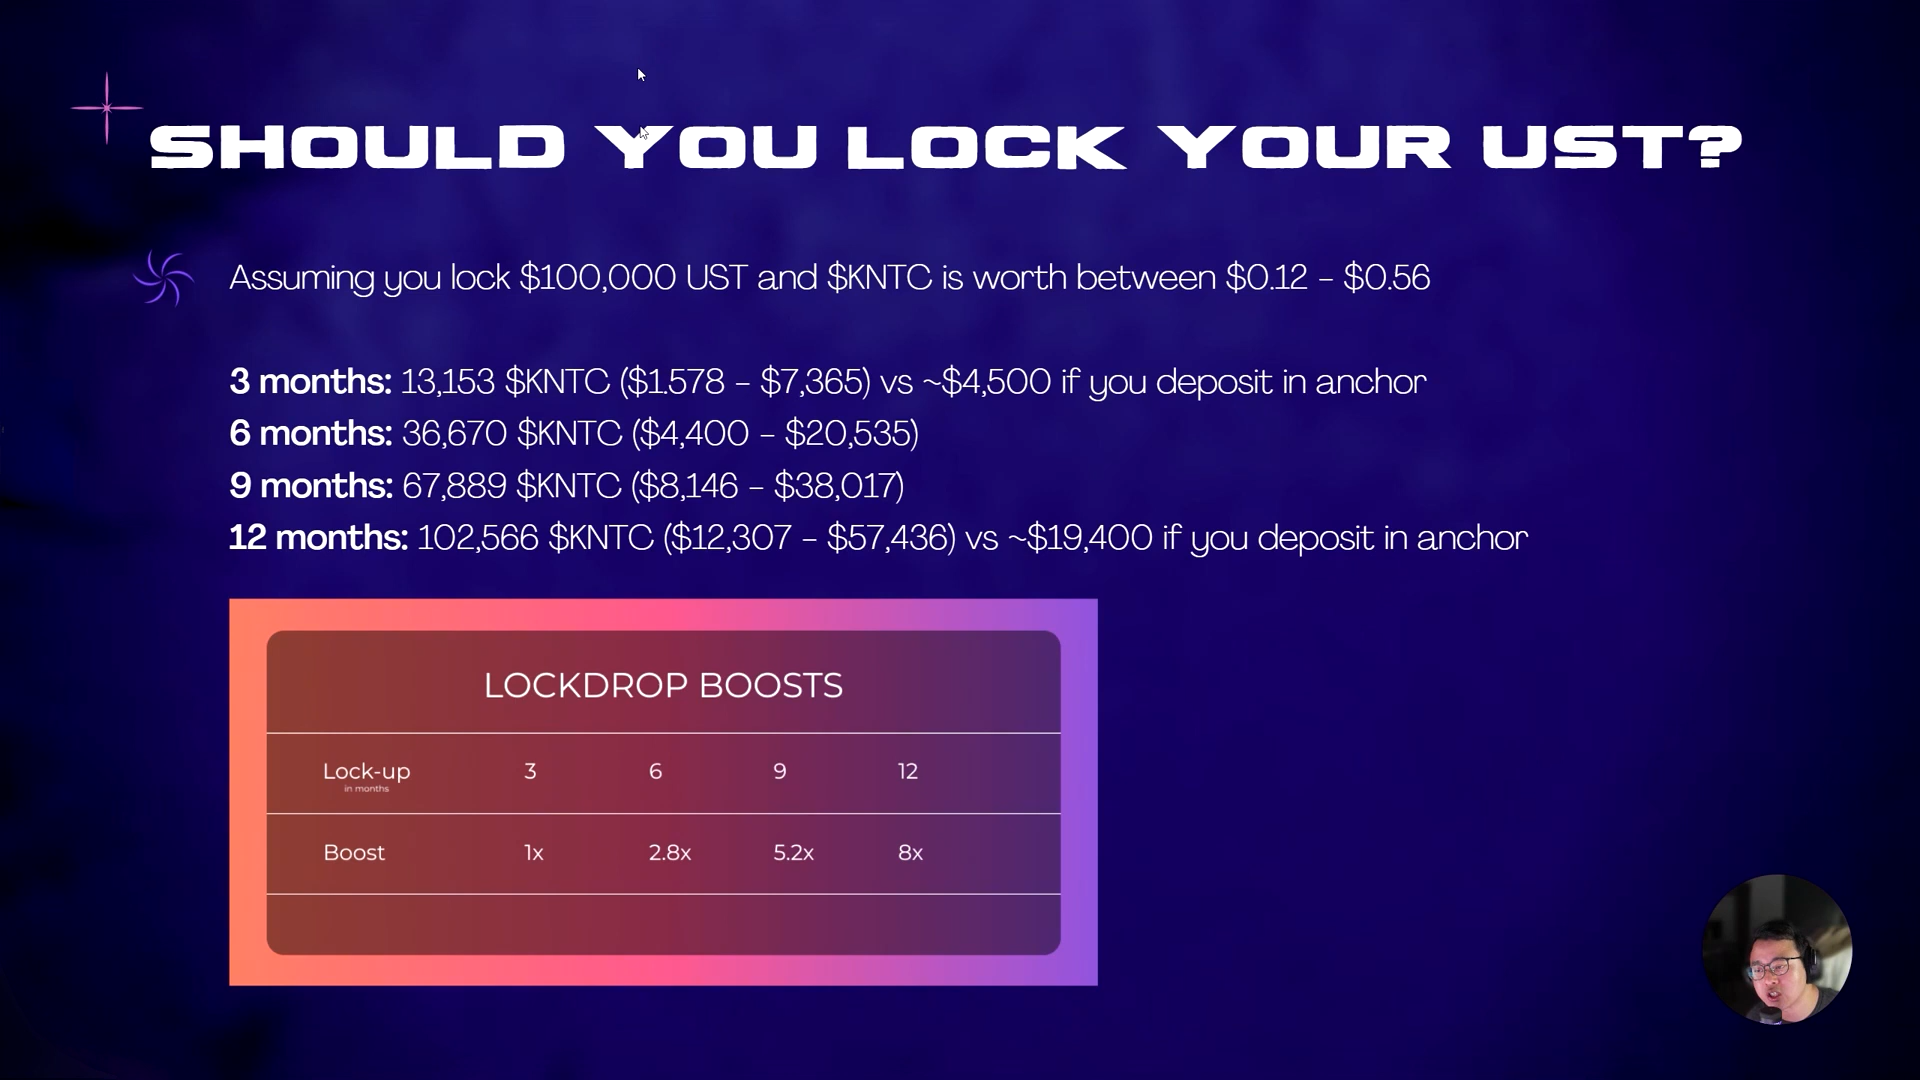 SHOULD YOU LOCK YOUR UST?
Assuming you lock $100,000 UST and $KNTC is worth between $0.12 - $0.56
3 months: 13,153 $KNTC ($1.578 - $7,365) vs ~$4,500 if you deposit in anchor
6 months: 36,670 $KNTC ($4,400 - $20,535)
9 months: 67,889 $KNTC ($8,146 - $38,017)
12 months: 102,566 $KNTC ($12,307 - $57,436) vs ~$19,400 if you deposit in anchor
LOCKDROP BOOSTS
Lock-up 3 6 9 12
in months
Boost 1x 2.8x 5.2x 8x